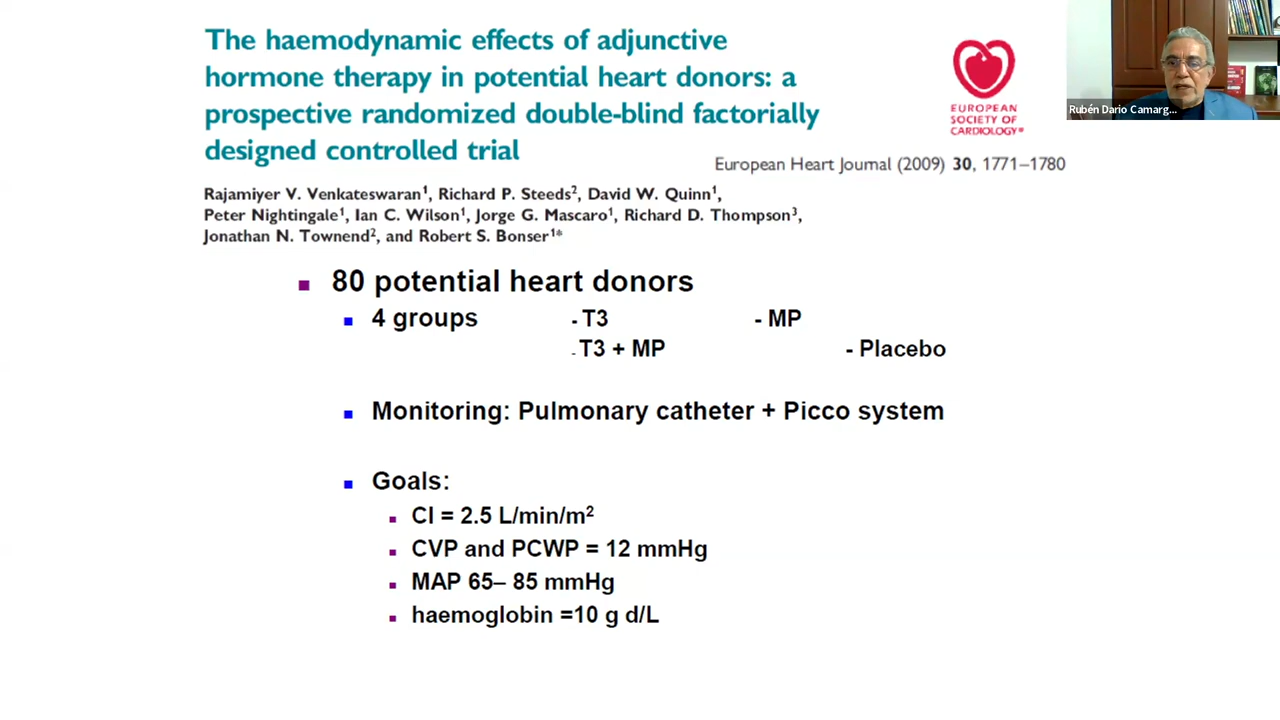 The haemodynamic effects of adjunctive
hormone therapy in potential heart donors: a
prospective randomized double-blind factorially
designed controlled trial
EUROPEAN
SOCIETY OF
CARDIOLOGY®
Rubén Dario Camarg...
European Heart Journal (2009) 30, 1771–1780
Rajamiyer V. Venkateswaran¹, Richard P. Steeds², David W. Quinn¹,
Peter Nightingale¹, Ian C. Wilson¹, Jorge G. Mascaro¹, Richard D. Thompson³,
Jonathan N. Townend², and Robert S. Bonser¹*
80 potential heart donors
4 groups - T3 - MP
- T3 + MP - Placebo
Monitoring: Pulmonary catheter + Picco system
Goals:
CI = 2.5 L/min/m²
CVP and PCWP = 12 mmHg
MAP 65– 85 mmHg
haemoglobin =10 g d/L